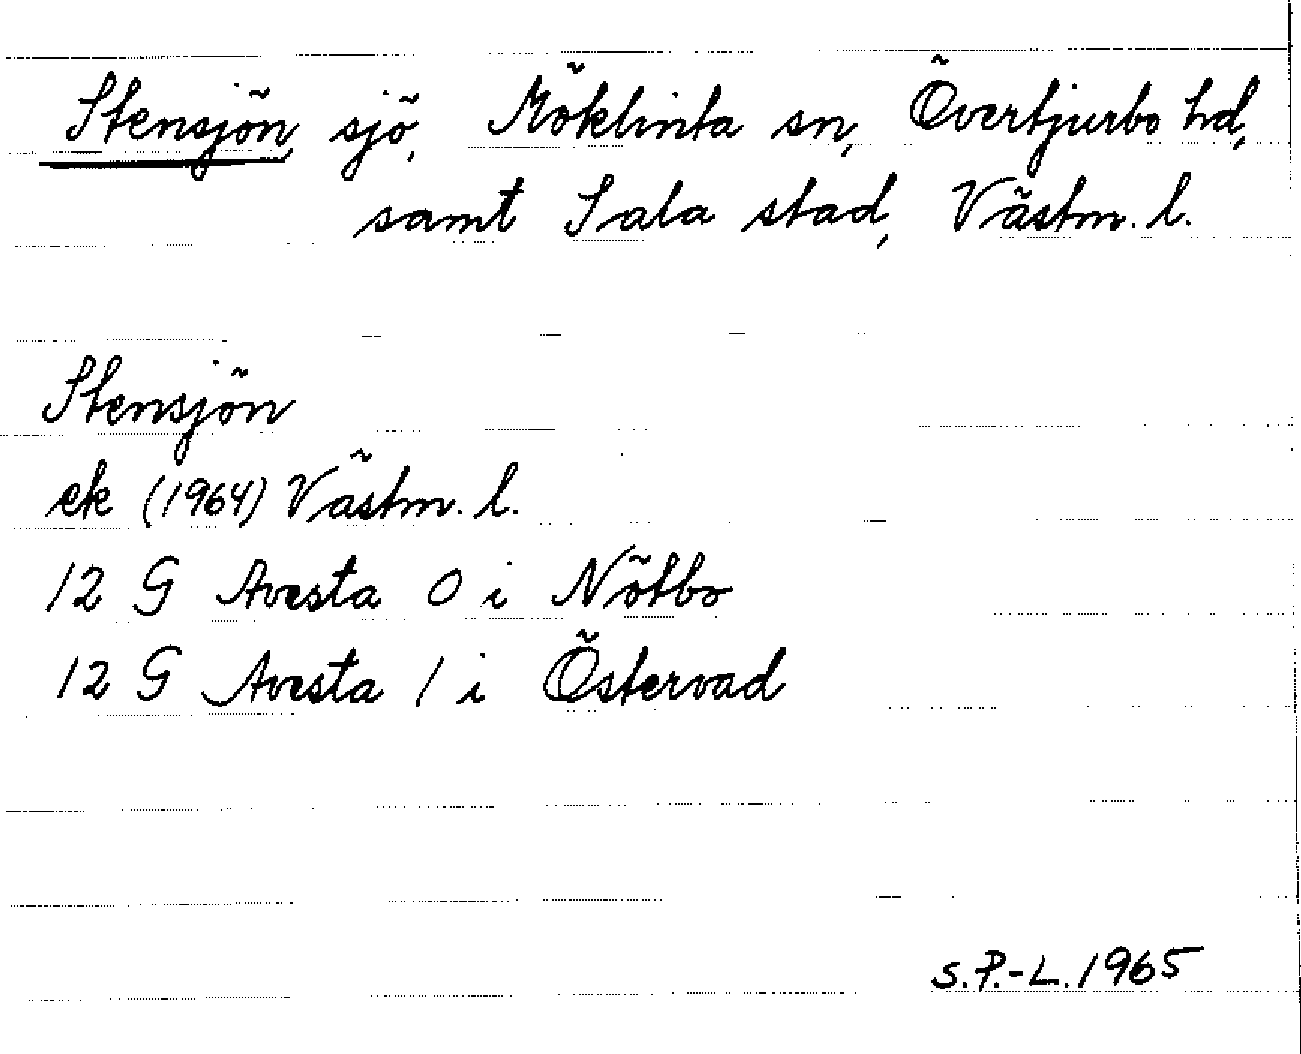 Stensjön, sjö, Möklinta sn, Övertjurbo hd,
samt Sala stad, Västm. l.
Stensjön
ek (1964) Västm. l.
12 G Avesta 0 i Nötbo
12 G Avesta 1 i Östervad
S.P.-L. 1965